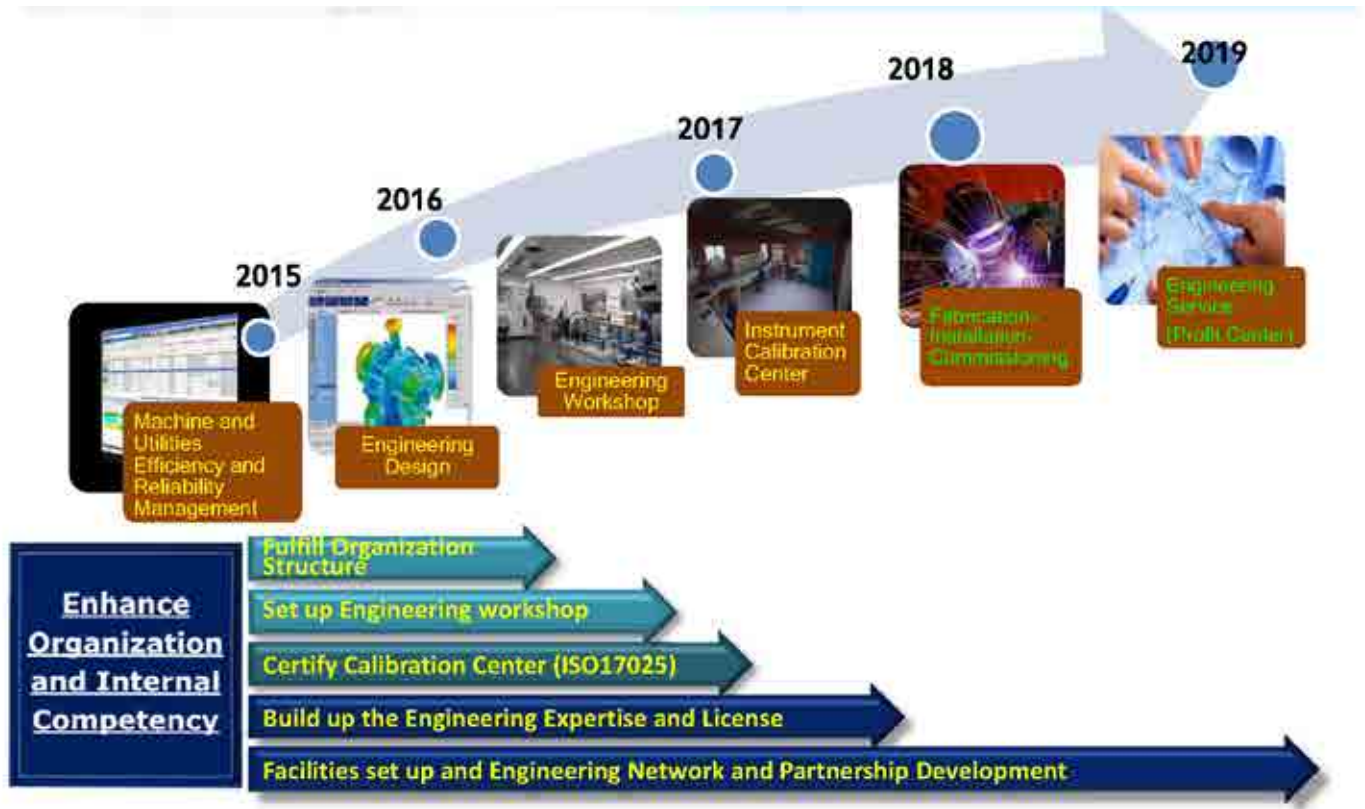 2015
2016
2017
2018
2019
Machine and
Utilities
Efficiency and
Reliability
Management
Engineering
Design
Engineering
Workshop
Instrument
Calibration
Center
Fabrication-
Installation-
Commissioning
Engineering
Service
(Profit Center)
Enhance
Organization
and Internal
Competency
Fulfill Organization
Structure
Set up Engineering workshop
Certify Calibration Center (ISO17025)
Build up the Engineering Expertise and License
Facilities set up and Engineering Network and Partnership Development